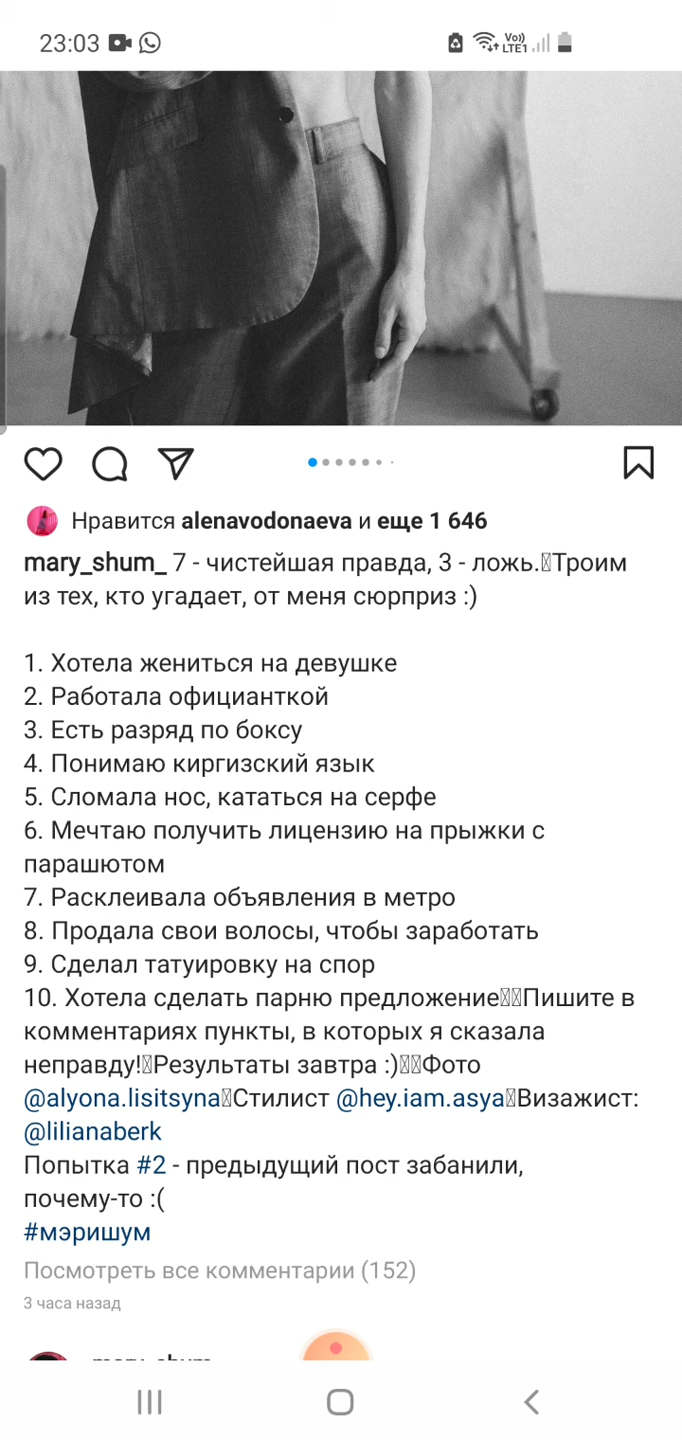 23:03
Vo))
LTE1
Нравится alenavodonaeva и еще 1 646
mary_shum_ 7 - чистейшая правда, 3 - ложь. Троим
из тех, кто угадает, от меня сюрприз :)
1. Хотела жениться на девушке
2. Работала официанткой
3. Есть разряд по боксу
4. Понимаю киргизский язык
5. Сломала нос, кататься на серфе
6. Мечтаю получить лицензию на прыжки с
парашютом
7. Расклеивала объявления в метро
8. Продала свои волосы, чтобы заработать
9. Сделал татуировку на спор
10. Хотела сделать парню предложение Пишите в
комментариях пункты, в которых я сказала
неправду! Результаты завтра :) Фото
@alyona.lisitsyna Стилист @hey.iam.asya Визажист:
@lilianaberk
Попытка #2 - предыдущий пост забанили,
почему-то :(
#мэришум
Посмотреть все комментарии (152)
3 часа назад